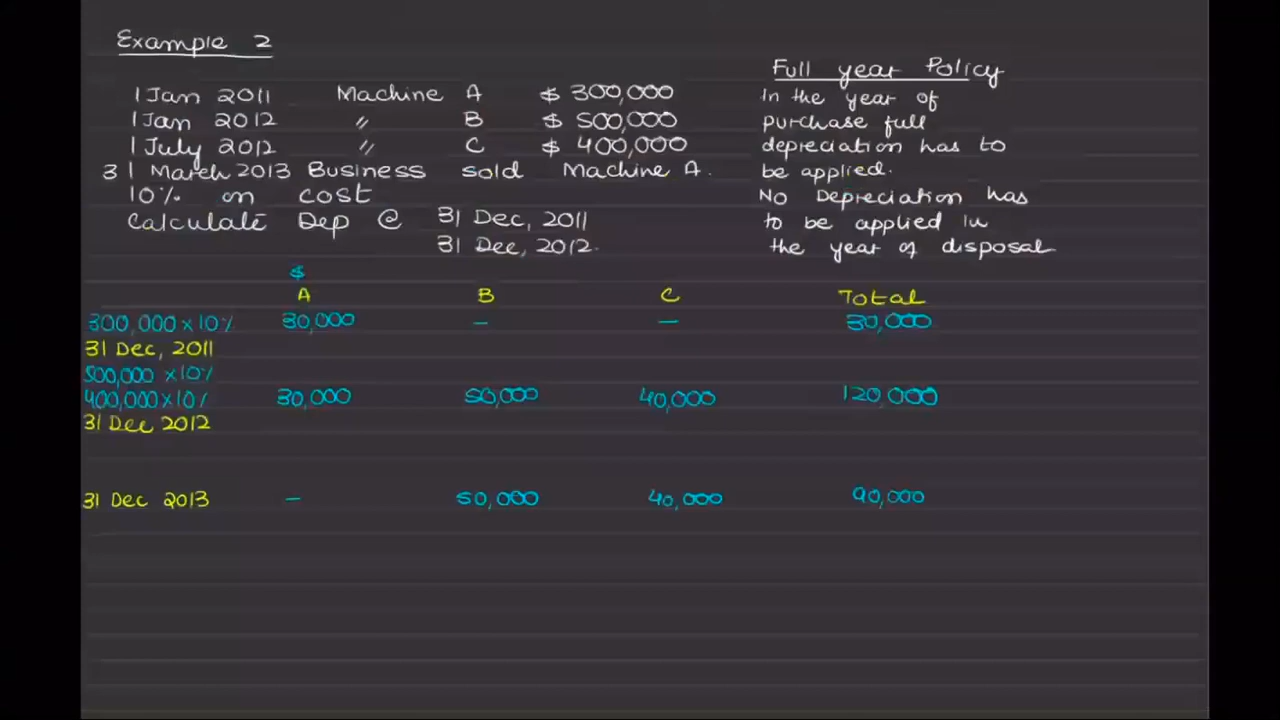 Example 2
1 Jan 2011 Machine A $ 300,000
1 Jan 2012 " B $ 500,000
1 July 2012 " C $ 400,000
31 March 2013 Business sold Machine A.
10% on cost
Calculate Dep @ 31 Dec, 2011
31 Dec, 2012.
Full year Policy
In the year of
purchase full
depreciation has to
be applied.
No Depreciation has
to be applied in
the year of disposal
$
A B C Total
300,000 x 10% 30,000 — — 30,000
31 Dec, 2011
500,000 x 10%
400,000 x 10% 30,000 50,000 40,000 120,000
31 Dec 2012
31 Dec 2013 — 50,000 40,000 90,000